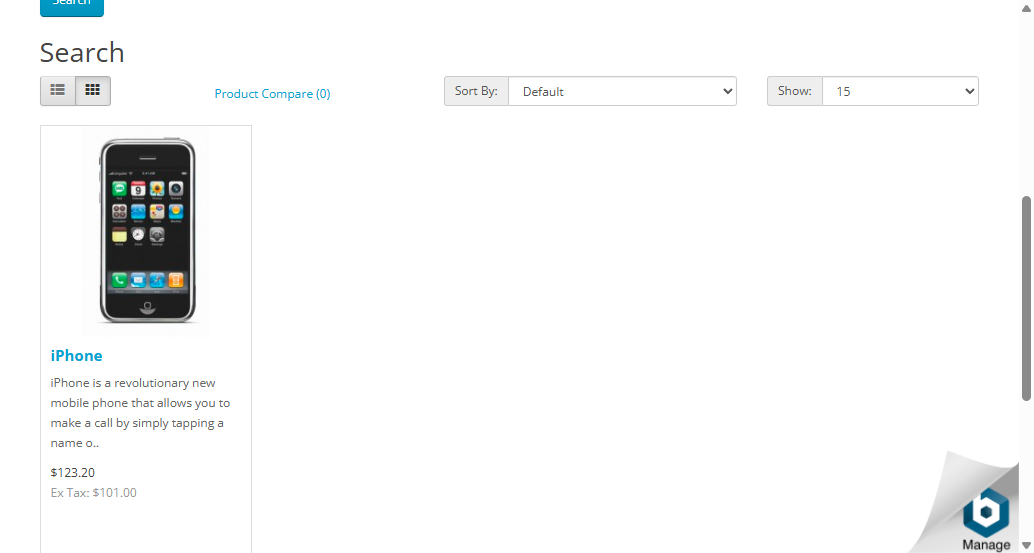 Search
Search
Product Compare (0)
Sort By:
Default
Show:
15
9
iPhone
iPhone is a revolutionary new
mobile phone that allows you to
make a call by simply tapping a
name o..
$123.20
Ex Tax: $101.00
Manage